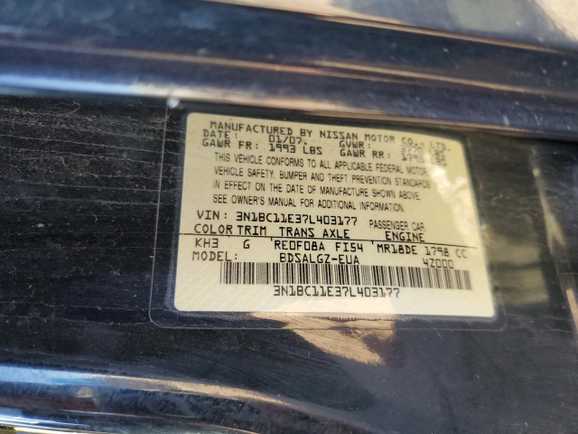 MANUFACTURED BY NISSAN MOTOR CO., LTD.
DATE: 01/07. GVWR:
GAWR FR: 1993 LBS GAWR RR:
THIS VEHICLE CONFORMS TO ALL APPLICABLE FEDERAL MOTOR
VEHICLE SAFETY, BUMPER AND THEFT PREVENTION STANDARDS
IN EFFECT ON THE DATE OF MANUFACTURE SHOWN ABOVE.
SEE OWNER'S MANUAL FOR ADDITIONAL INFO.
VIN: 3N1BC11E37L403177 PASSENGER CAR
COLOR TRIM TRANS AXLE ENGINE
KH3 G RE0F08A FI54 MR18DE 1798 CC
MODEL: BDSALGZ-EUA 42000
3N1BC11E37L403177